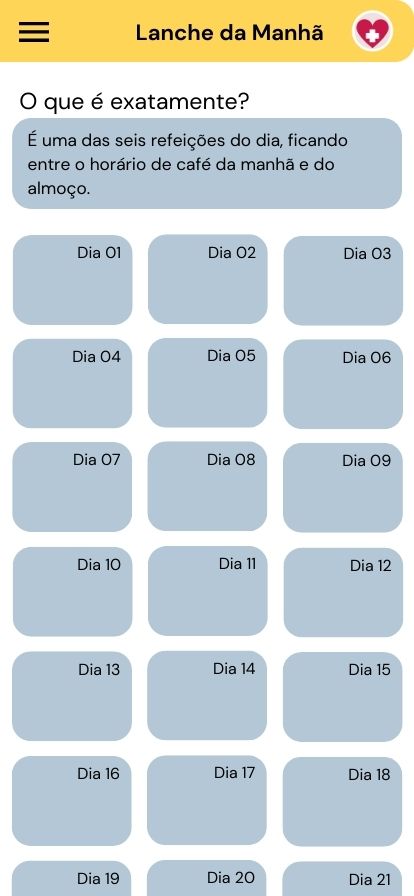 Lanche da Manhã
O que é exatamente?
É uma das seis refeições do dia, ficando
entre o horário de café da manhã e do
almoço.
Dia 01
Dia 02
Dia 03
Dia 04
Dia 05
Dia 06
Dia 07
Dia 08
Dia 09
Dia 10
Dia 11
Dia 12
Dia 13
Dia 14
Dia 15
Dia 16
Dia 17
Dia 18
Dia 19
Dia 20
Dia 21